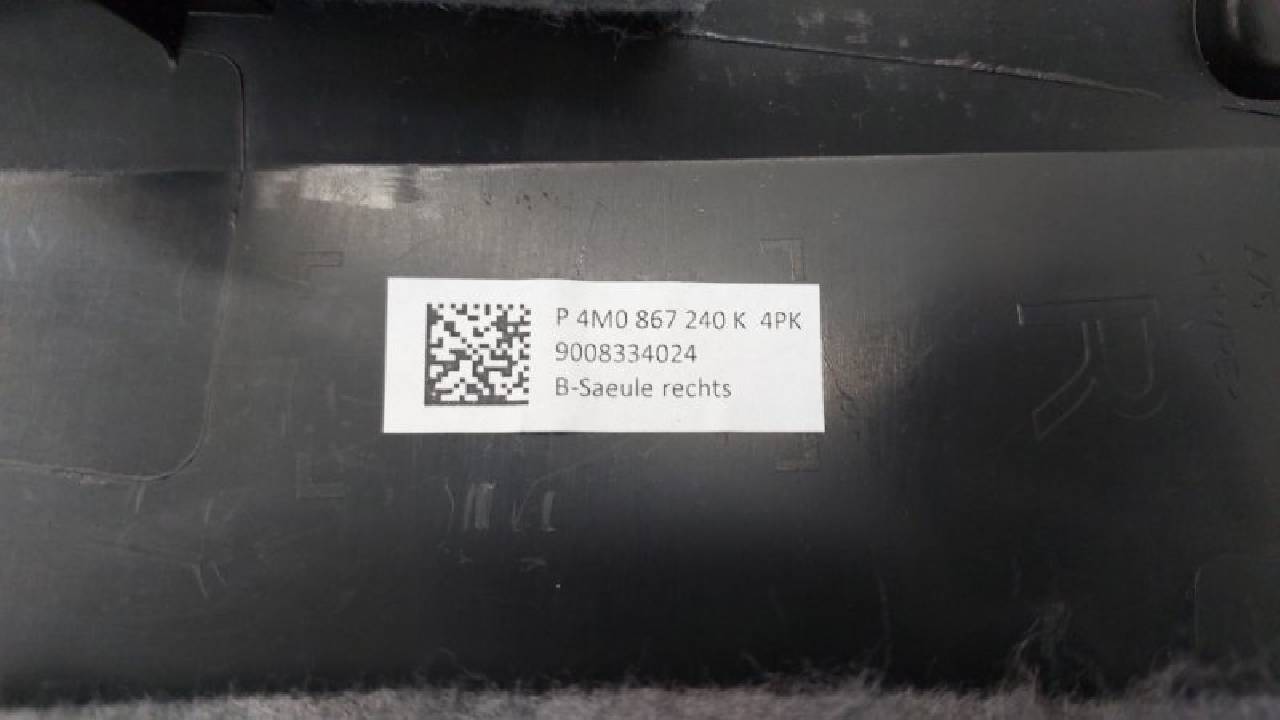 P 4M0 867 240 K 4PK
9008334024
B-Saeule rechts
R